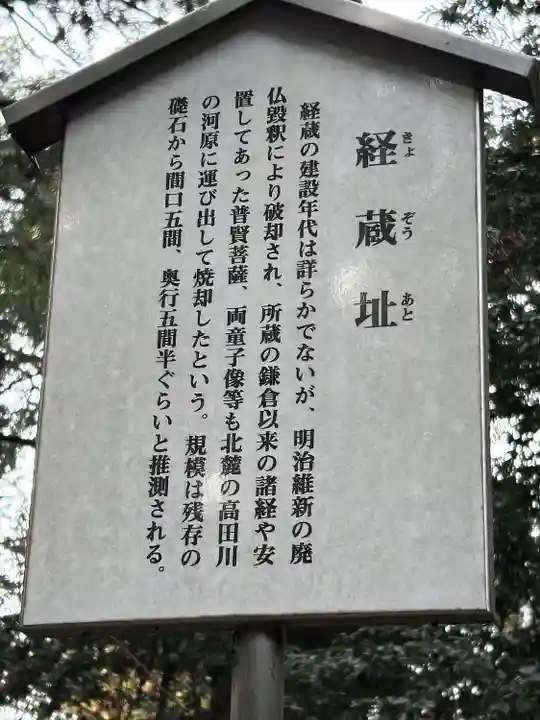 経蔵址
きょ ぞう あと
経蔵の建設年代は詳らかでないが、明治維新の廃
仏毀釈により破却され、所蔵の鎌倉以来の諸経や安
置してあった普賢菩薩、両童子像等も北麓の高田川
の河原に運び出して焼却したという。規模は残存の
礎石から間口五間、奥行五間半ぐらいと推測される。